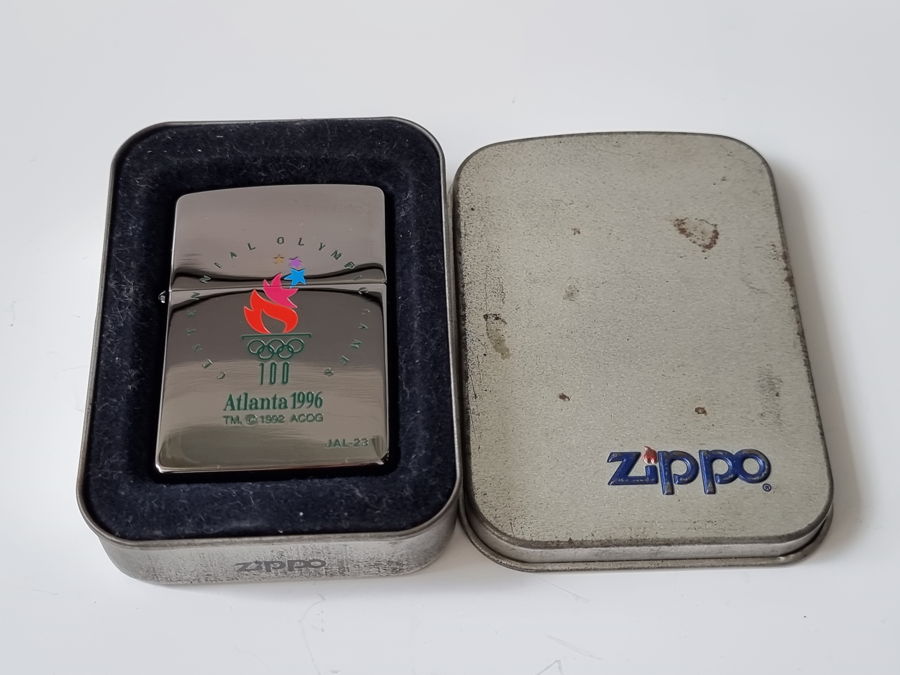 CENTENNIAL OLYMPIC GAMES
100
Atlanta 1996
TM, © 1992 ACOG
JAL-23
zippo
zippo®